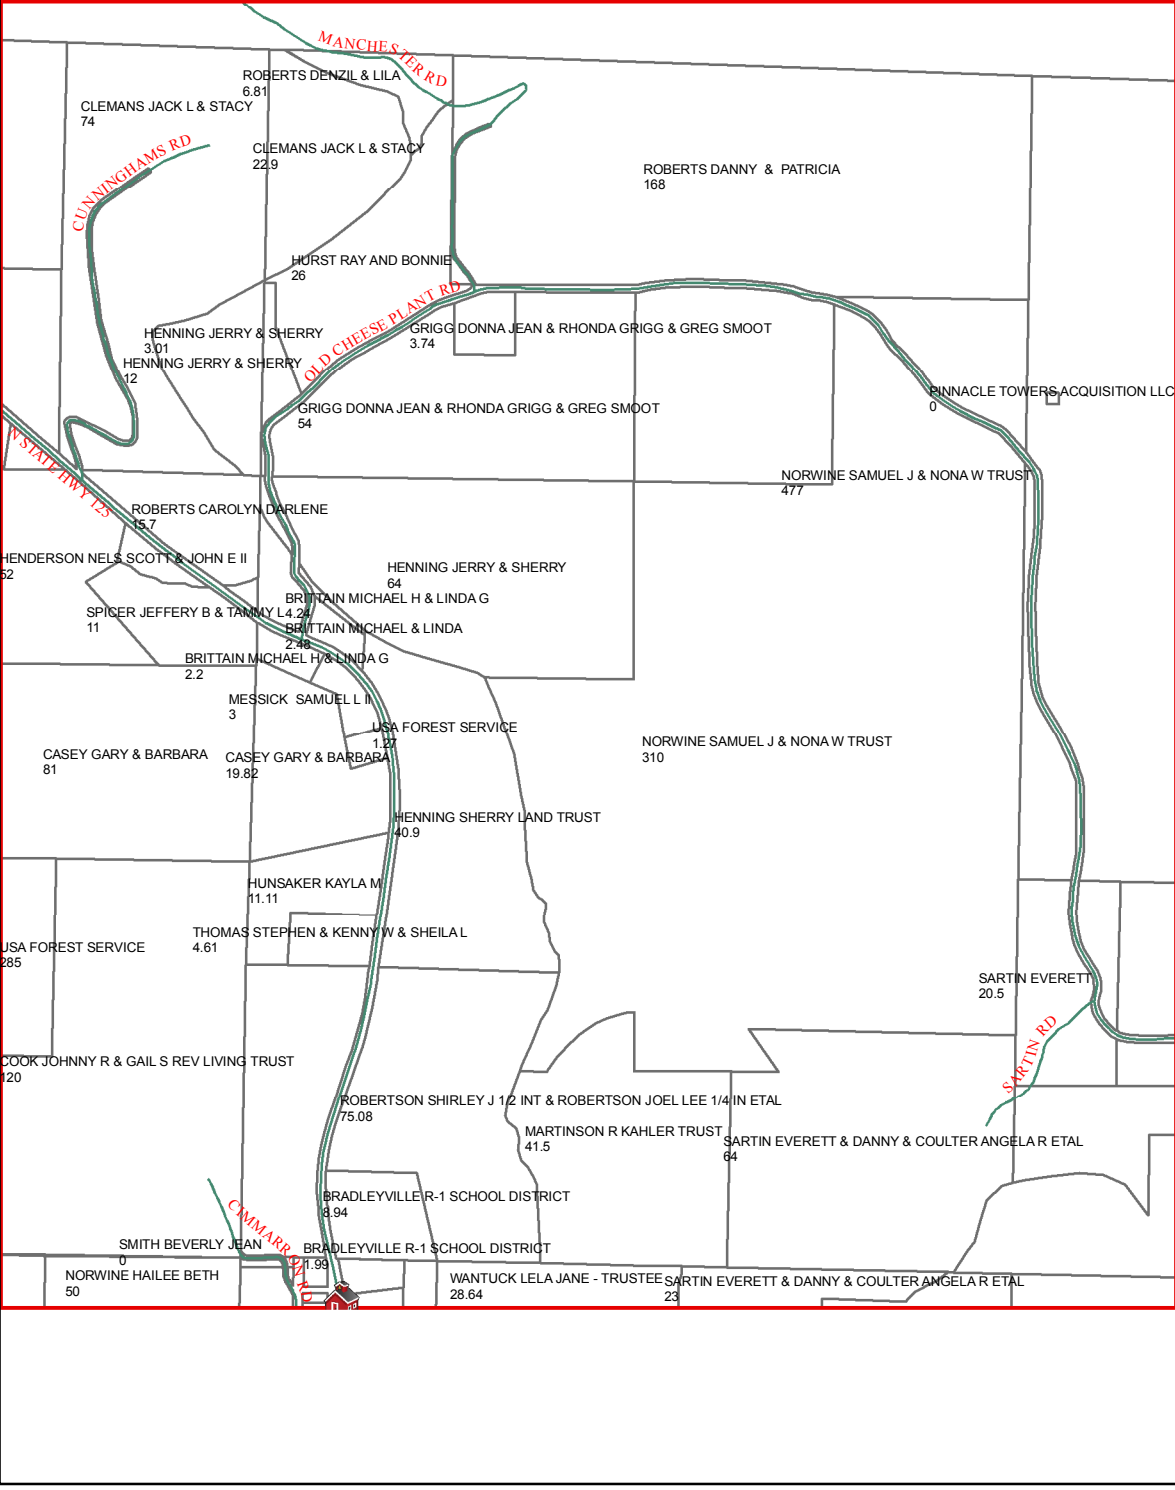 MANCHESTER RD
ROBERTS DENZIL & LILA
6.81
CLEMANS JACK L & STACY
74
CUNNINGHAMS RD
CLEMANS JACK L & STACY
22.9
ROBERTS DANNY & PATRICIA
168
HURST RAY AND BONNIE
26
OLD CHEESE PLANT RD
HENNING JERRY & SHERRY
3.01
GRIGG DONNA JEAN & RHONDA GRIGG & GREG SMOOT
3.74
HENNING JERRY & SHERRY
12
PINNACLE TOWERS ACQUISITION LLC
0
GRIGG DONNA JEAN & RHONDA GRIGG & GREG SMOOT
54
N STATE HWY 125
NORWINE SAMUEL J & NONA W TRUST
477
ROBERTS CAROLYN DARLENE
15.7
HENDERSON NELS SCOTT & JOHN E II
52
HENNING JERRY & SHERRY
64
BRITTAIN MICHAEL H & LINDA G
4.24
SPICER JEFFERY B & TAMMY L
11
BRITTAIN MICHAEL & LINDA
2.48
BRITTAIN MICHAEL H & LINDA G
2.2
MESSICK SAMUEL L II
3
USA FOREST SERVICE
1.27
NORWINE SAMUEL J & NONA W TRUST
310
CASEY GARY & BARBARA
81
CASEY GARY & BARBARA
19.82
HENNING SHERRY LAND TRUST
40.9
HUNSAKER KAYLA M
11.11
THOMAS STEPHEN & KENNY W & SHEILA L
4.61
USA FOREST SERVICE
285
SARTIN EVERETT
20.5
SARTIN RD
COOK JOHNNY R & GAIL S REV LIVING TRUST
120
ROBERTSON SHIRLEY J 1/2 INT & ROBERTSON JOEL LEE 1/4 IN ETAL
75.08
MARTINSON R KAHLER TRUST
41.5
SARTIN EVERETT & DANNY & COULTER ANGELA R ETAL
64
BRADLEYVILLE R-1 SCHOOL DISTRICT
8.94
CIMMARRON RD
SMITH BEVERLY JEAN
0
BRADLEYVILLE R-1 SCHOOL DISTRICT
1.99
NORWINE HAILEE BETH
50
WANTUCK LELA JANE - TRUSTEE
28.64
SARTIN EVERETT & DANNY & COULTER ANGELA R ETAL
23